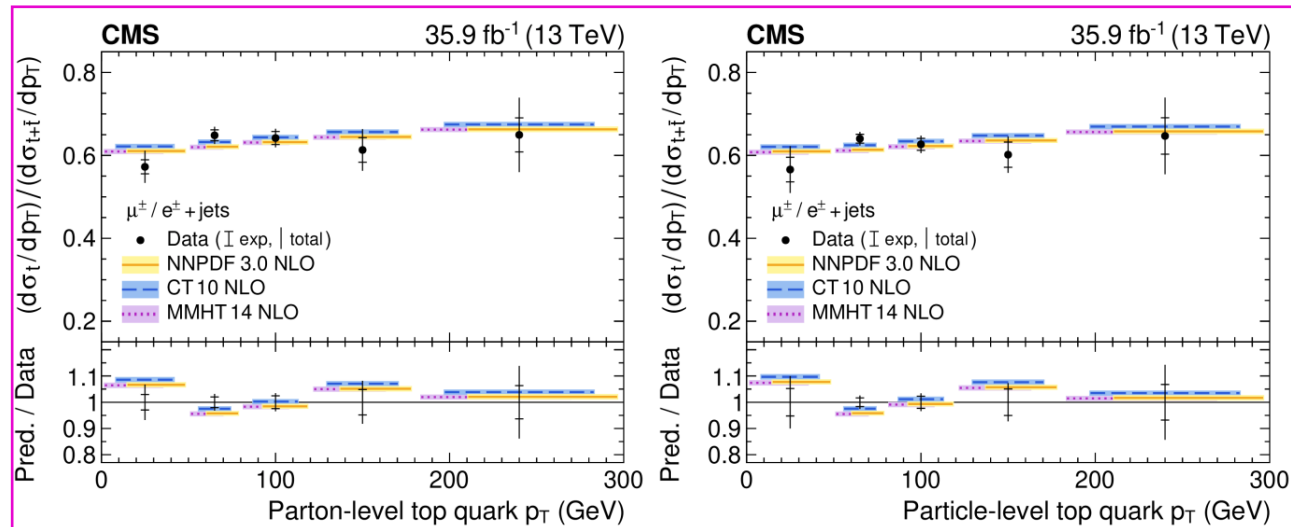 CMS 35.9 fb⁻¹ (13 TeV)
(dσ_t/dp_T)/(dσ_{t+t̄}/dp_T)
0.8
0.6
0.4
0.2
μ± / e± + jets
Data (I exp, | total)
NNPDF 3.0 NLO
CT 10 NLO
MMHT 14 NLO
Pred. / Data
1.1
1
0.9
0.8
0 100 200 300
Parton-level top quark p_T (GeV)
CMS 35.9 fb⁻¹ (13 TeV)
(dσ_t/dp_T)/(dσ_{t+t̄}/dp_T)
0.8
0.6
0.4
0.2
μ± / e± + jets
Data (I exp, | total)
NNPDF 3.0 NLO
CT 10 NLO
MMHT 14 NLO
Pred. / Data
1.1
1
0.9
0.8
0 100 200 300
Particle-level top quark p_T (GeV)